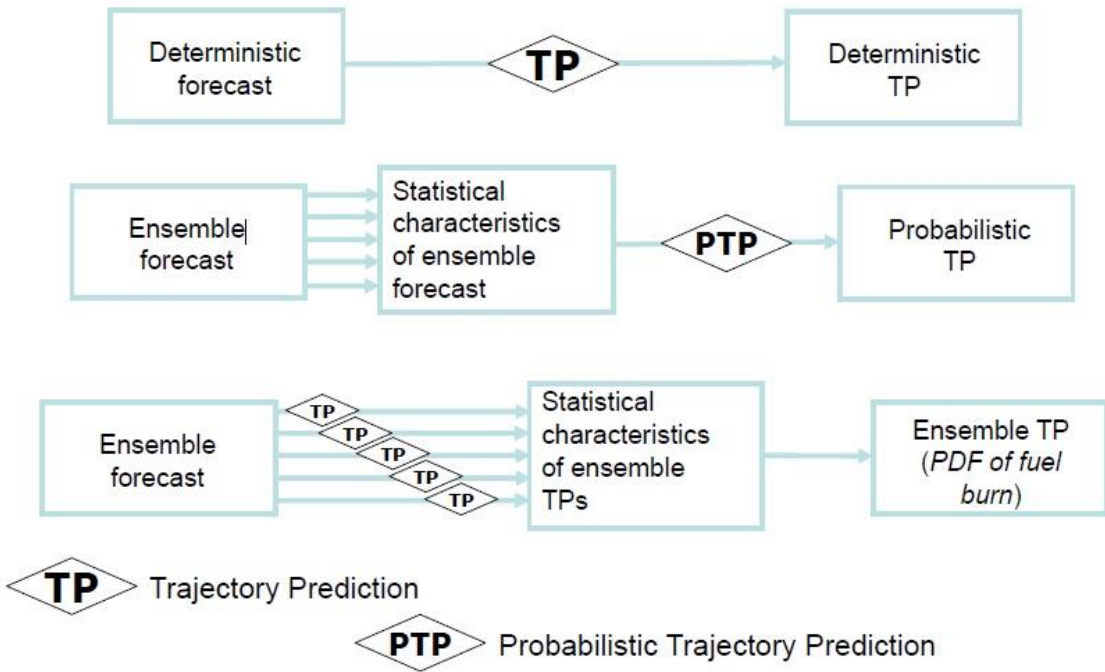 Deterministic
forecast
TP
Deterministic
TP
Ensemble
forecast
Statistical
characteristics
of ensemble
forecast
PTP
Probabilistic
TP
Ensemble
forecast
TP
TP
TP
TP
TP
Statistical
characteristics
of ensemble
TPs
Ensemble TP
(PDF of fuel
burn)
TP Trajectory Prediction
PTP Probabilistic Trajectory Prediction